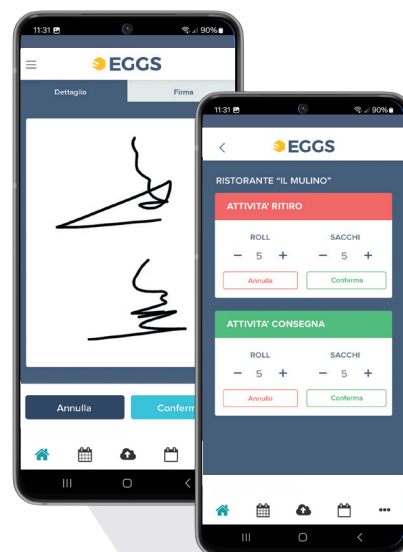 11:31 90%
EGGS
Dettaglio Firma
Annulla Conferm
11:31 90%
EGGS
RISTORANTE “IL MULINO”
ATTIVITA' RITIRO
ROLL SACCHI
− 5 + − 5 +
Annulla Conferma
ATTIVITA' CONSEGNA
ROLL SACCHI
− 5 + − 5 +
Annulla Conferma